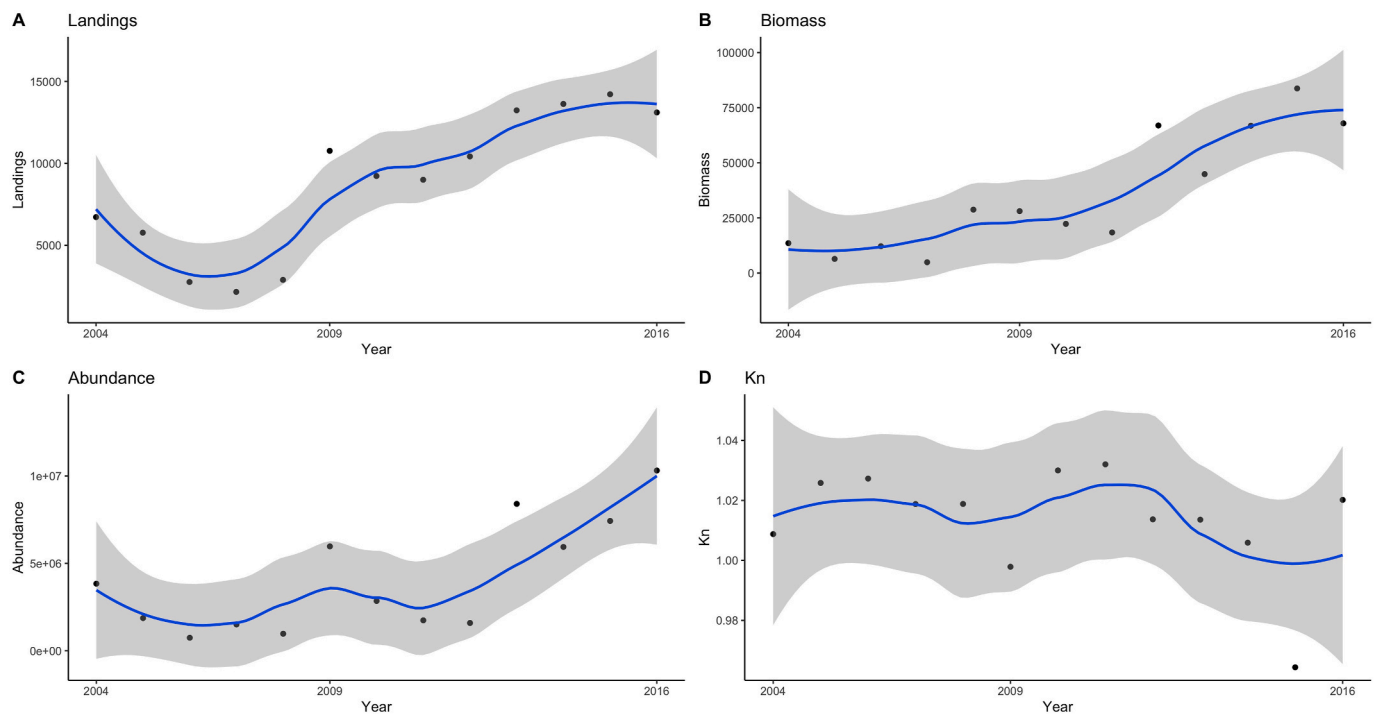 A Landings
15000
10000
5000
Landings
2004 2009 2016
Year
B Biomass
100000
75000
50000
25000
0
Biomass
2004 2009 2016
Year
C Abundance
1e+07
5e+06
0e+00
Abundance
2004 2009 2016
Year
D Kn
1.04
1.02
1.00
0.98
Kn
2004 2009 2016
Year